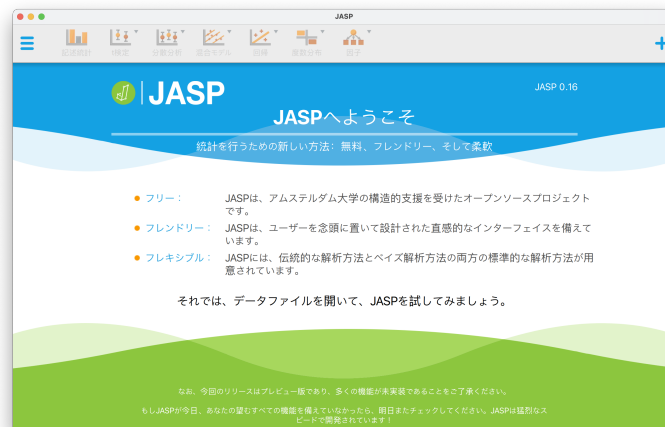 JASP
記述統計 t検定 分散分析 混合モデル 回帰 度数分布 因子
JASP
JASP 0.16
JASPへようこそ
統計を行うための新しい方法：無料、フレンドリー、そして柔軟
フリー： JASPは、アムステルダム大学の構造的支援を受けたオープンソースプロジェクト
です。
フレンドリー： JASPは、ユーザーを念頭に置いて設計された直感的なインターフェイスを備えて
います。
フレキシブル： JASPには、伝統的な解析方法とベイズ解析方法の両方の標準的な解析方法が用
意されています。
それでは、データファイルを開いて、JASPを試してみましょう。
なお、今回のリリースはプレビュー版であり、多くの機能が未実装であることをご了承ください。
もしJASPが今日、あなたの望むすべての機能を備えていなかったら、明日またチェックしてください。JASPは猛烈なス
ピードで開発されています！